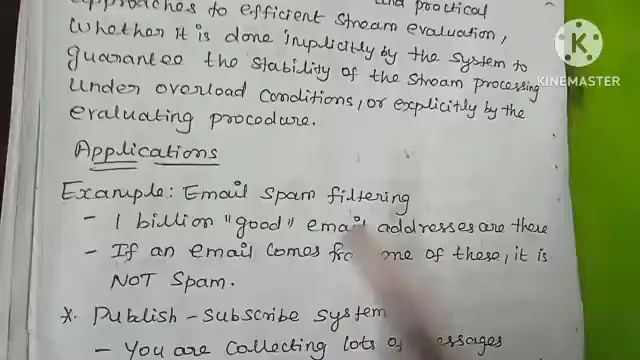 approaches to efficient stream evaluation, and practical
whether it is done implicitly by the system to
guarantee the stability of the stream processing
under overload conditions, or explicitly by the
evaluating procedure.
Applications
Example: Email spam filtering
- 1 billion "good" email addresses are there
- If an email comes from one of these, it is
NOT spam.
* Publish - subscribe system
- You are collecting lots of messages
KINEMASTER